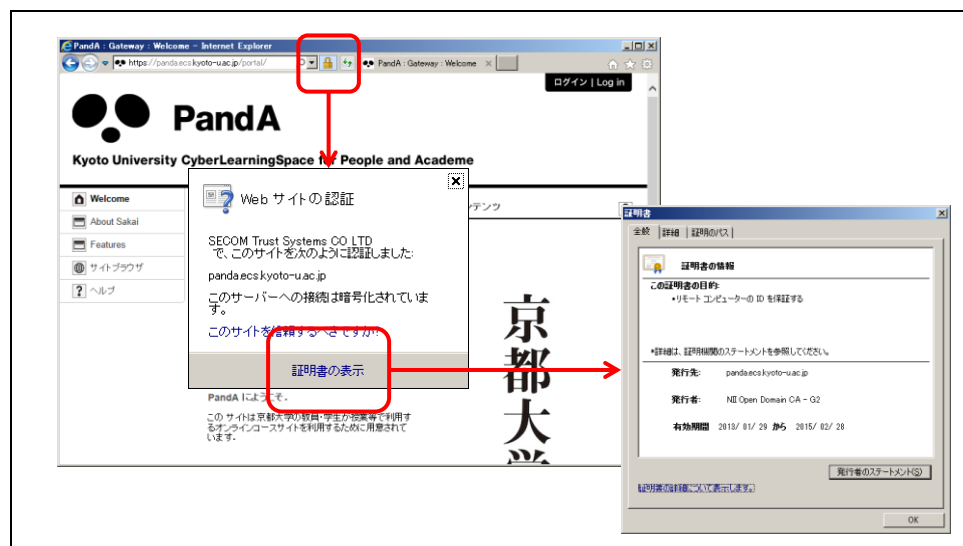 PandA : Gateway : Welcome - Internet Explorer
https://panda.ecs.kyoto-u.ac.jp/portal/
PandA : Gateway : Welcome
ログイン | Log in
PandA
Kyoto University CyberLearningSpace for People and Academe
Welcome
About Sakai
Features
サイトブラウザ
ヘルプ
Web サイトの認証
SECOM Trust Systems CO LTD
で、このサイトを次のように認証しました:
panda.ecs.kyoto-u.ac.jp
このサーバーへの接続は暗号化されていま
す。
このサイトを信頼するべきですか?
証明書の表示
ンテンツ
京都大学
PandA にようこそ.
この サイトは京都大学の教員・学生が授業等で利用す
るオンラインコースサイトを利用するために用意されて
います.
証明書
全般 詳細 証明のパス
証明書の情報
この証明書の目的:
•リモート コンピューターの ID を保証する
*詳細は、証明機関のステートメントを参照してください。
発行先: panda.ecs.kyoto-u.ac.jp
発行者: NII Open Domain CA - G2
有効期間 2013/ 01/ 29 から 2015/ 02/ 28
発行者のステートメント(S)
証明書の詳細について表示します。
OK